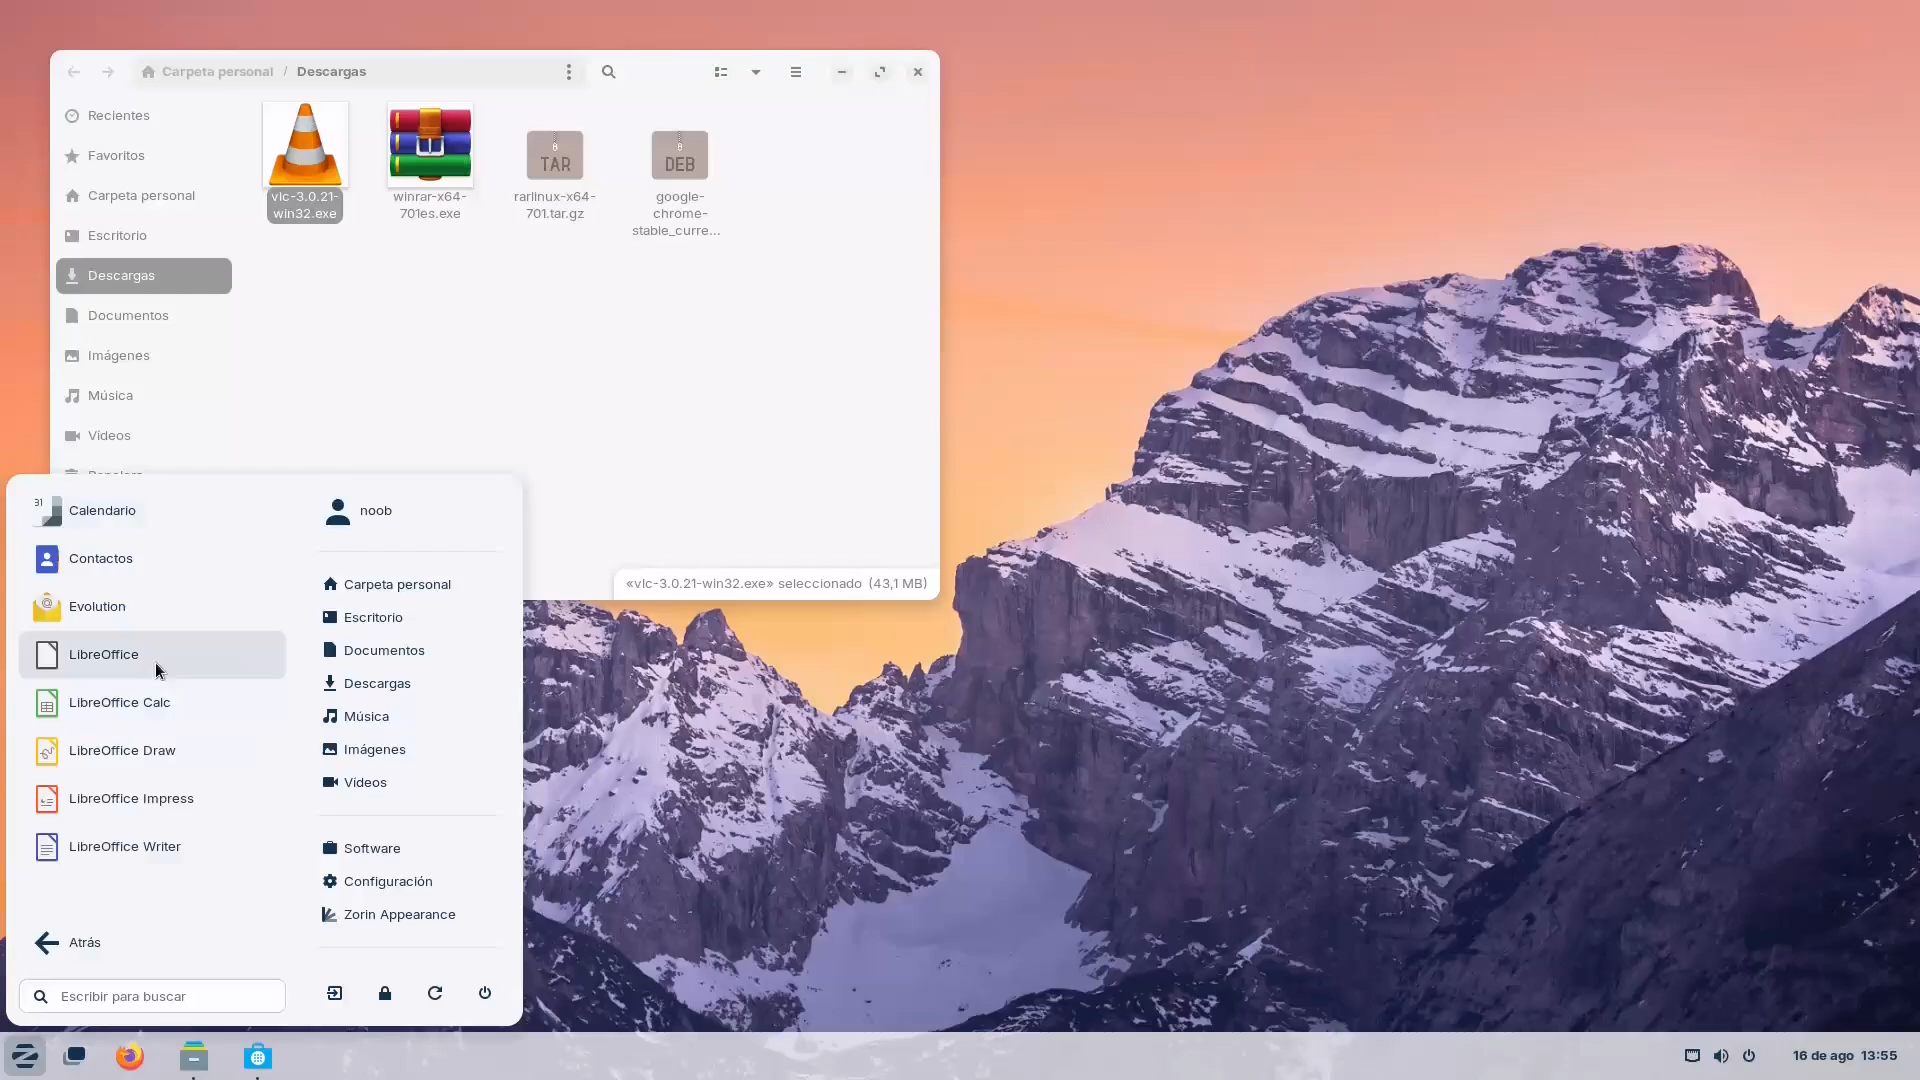 Carpeta personal / Descargas
Recientes
Favoritos
Carpeta personal
Escritorio
Descargas
Documentos
Imágenes
Música
Vídeos
vlc-3.0.21-
win32.exe
winrar-x64-
701es.exe
TAR
rarlinux-x64-
701.tar.gz
DEB
google-
chrome-
stable_curre...
«vlc-3.0.21-win32.exe» seleccionado (43,1 MB)
31
Calendario
Contactos
Evolution
LibreOffice
LibreOffice Calc
LibreOffice Draw
LibreOffice Impress
LibreOffice Writer
Atrás
Escribir para buscar
noob
Carpeta personal
Escritorio
Documentos
Descargas
Música
Imágenes
Vídeos
Software
Configuración
Zorin Appearance
16 de ago 13:55